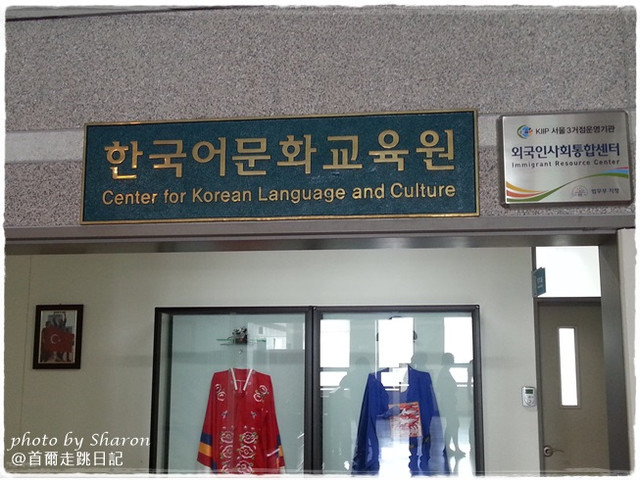 한국어문화교육원
Center for Korean Language and Culture
KIIP 서울3거점운영기관
외국인사회통합센터
Immigrant Resource Center
법무부 지정
photo by Sharon
@首爾走跳日記